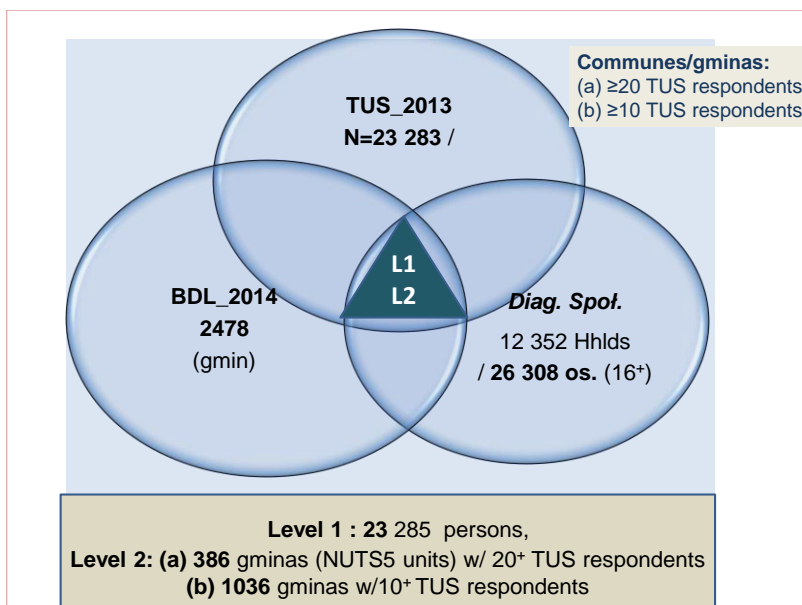 Communes/gminas:
(a) ≥20 TUS respondents
(b) ≥10 TUS respondents
TUS_2013
N=23 283 /
BDL_2014
2478
(gmin)
L1
L2
Diag. Społ.
12 352 Hhlds
/ 26 308 os. (16⁺)
Level 1 : 23 285 persons,
Level 2: (a) 386 gminas (NUTS5 units) w/ 20⁺ TUS respondents
(b) 1036 gminas w/10⁺ TUS respondents